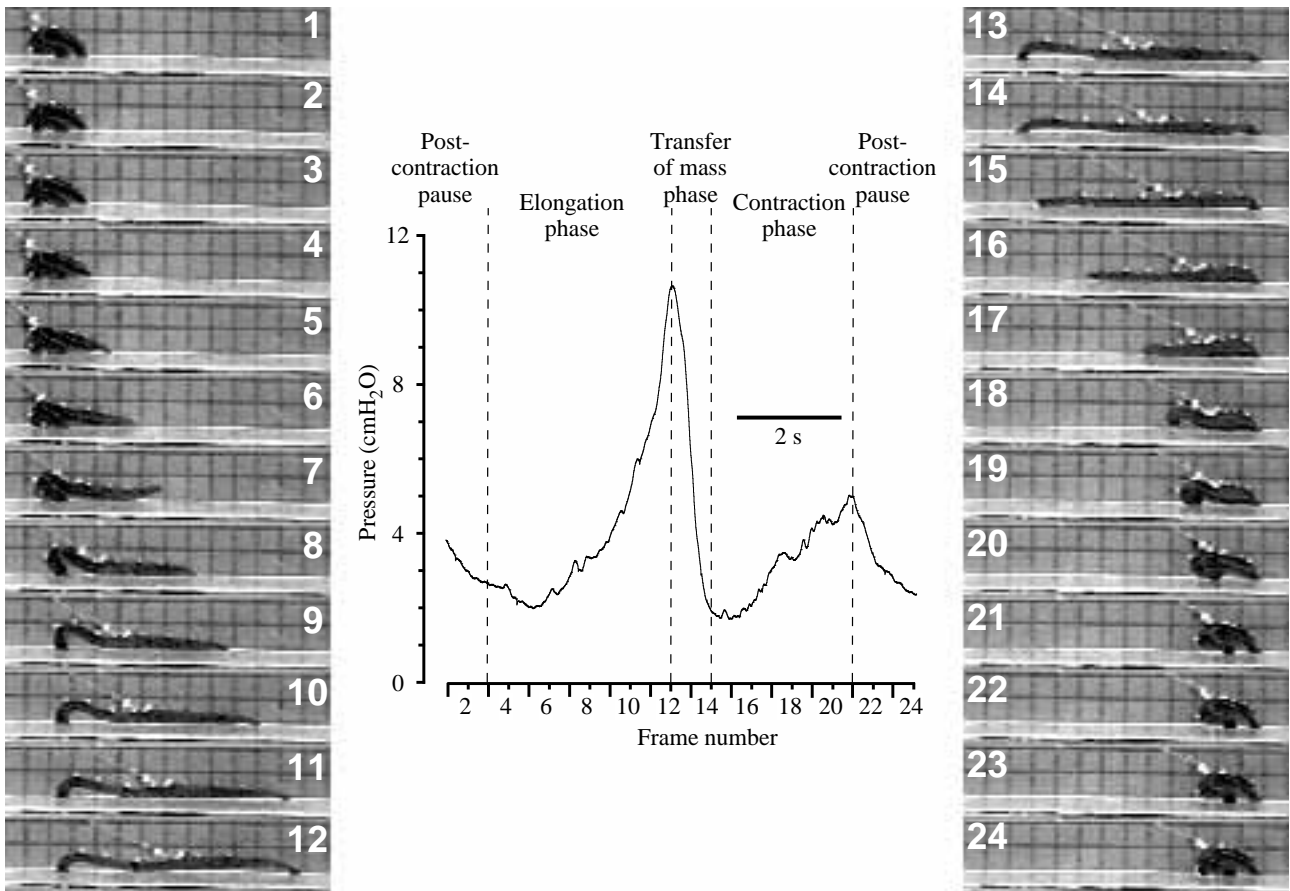 1
2
3
4
5
6
7
8
9
10
11
12
Post-
contraction
pause
Elongation
phase
Transfer
of mass
phase
Contraction
phase
Post-
contraction
pause
12
8
4
0
Pressure (cmH₂O)
2 s
2 4 6 8 10 12 14 16 18 20 22 24
Frame number
13
14
15
16
17
18
19
20
21
22
23
24